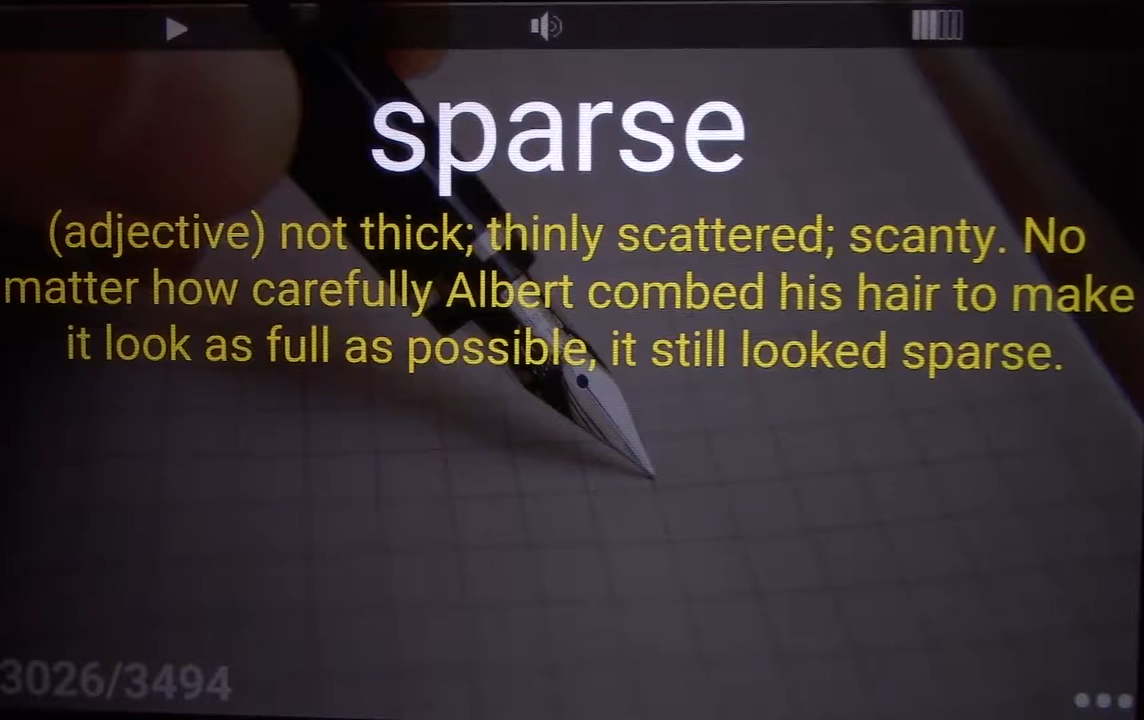 sparse
(adjective) not thick; thinly scattered; scanty. No
matter how carefully Albert combed his hair to make
it look as full as possible, it still looked sparse.
3026/3494